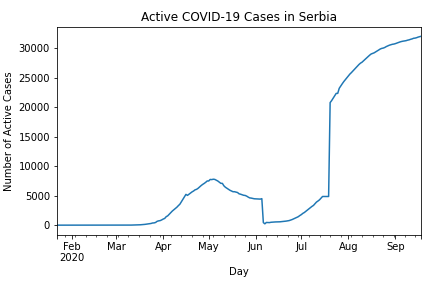 Active COVID-19 Cases in Serbia
Number of Active Cases
30000
25000
20000
15000
10000
5000
0
Feb Mar Apr May Jun Jul Aug Sep
2020
Day